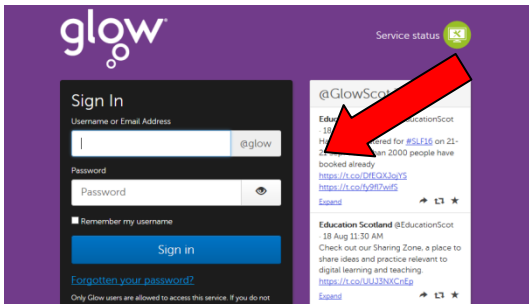 glow
Service status
Sign In
Username or Email Address
@glow
Password
Password
Remember my username
Sign in
Forgotten your password?
Only Glow users are allowed to access this service. If you do not
@GlowScot
Education @EducationScot
· 18
for #SLF16 on 21-
than 2000 people have
booked already
https://t.co/DfEQXJojYS
https://t.co/fy9fl7wifS
Expand
Education Scotland @EducationScot
· 18 Aug 11:30 AM
Check out our Sharing Zone, a place to
share ideas and practice relevant to
digital learning and teaching.
https://t.co/UUJ3NXCnEp
Expand